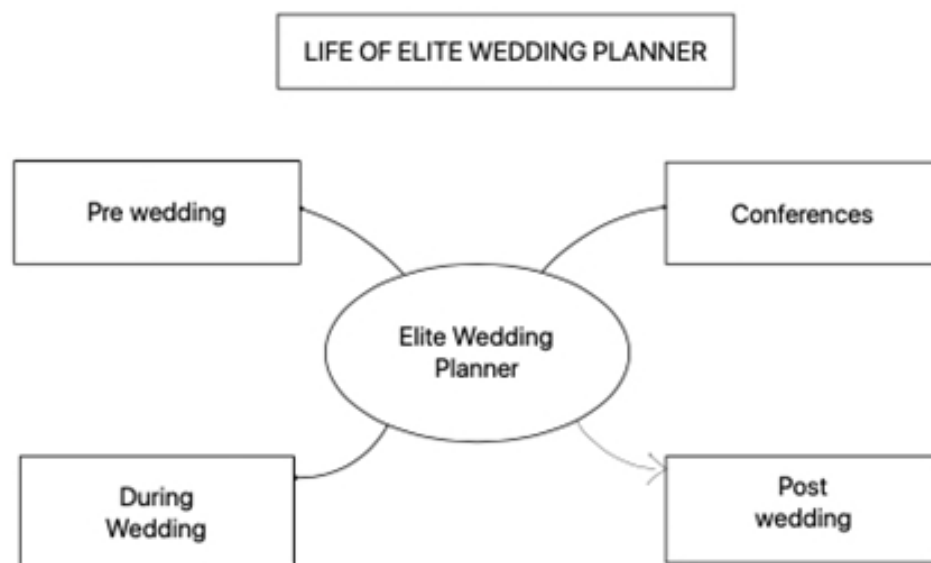 LIFE OF ELITE WEDDING PLANNER
Pre wedding
Conferences
Elite Wedding
Planner
During
Wedding
Post
wedding